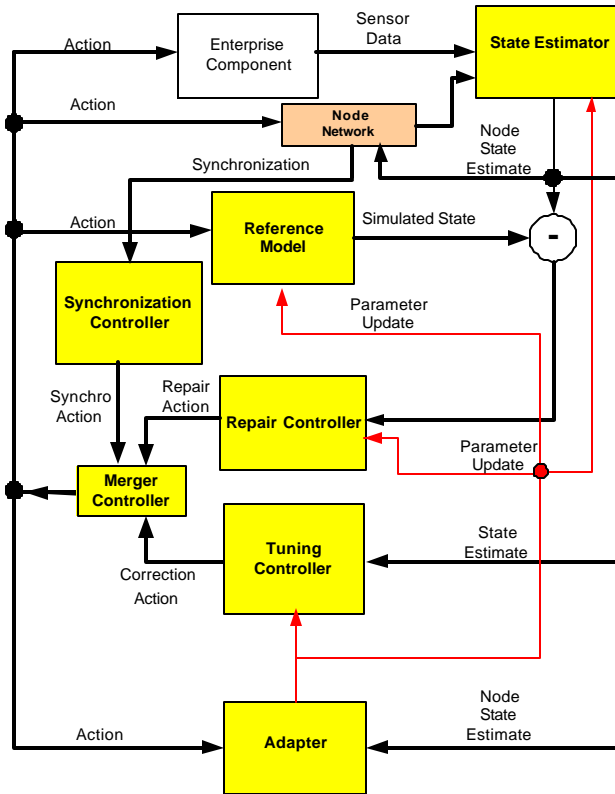 Action
Enterprise
Component
Sensor
Data
State Estimator
Action
Node
Network
Node
State
Estimate
Synchronization
Action
Reference
Model
Simulated State
-
Synchronization
Controller
Parameter
Update
Synchro
Action
Repair
Action
Repair Controller
Parameter
Update
Merger
Controller
Tuning
Controller
State
Estimate
Correction
Action
Node
State
Estimate
Action
Adapter